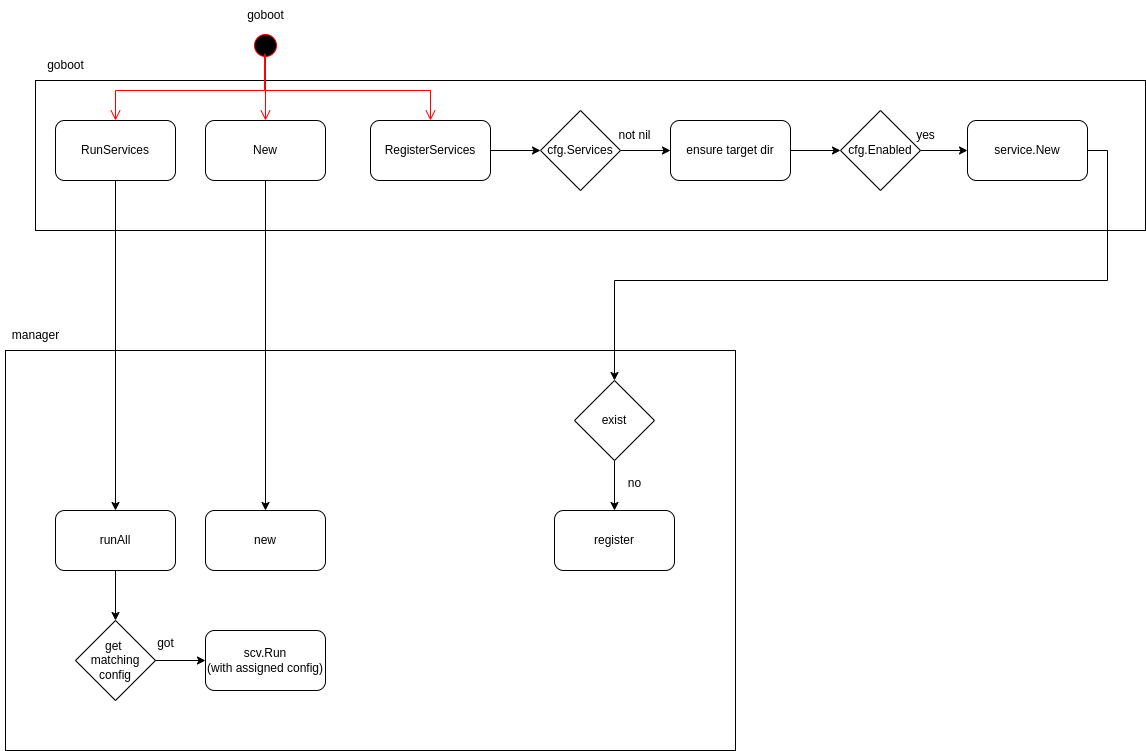 goboot
goboot
RunServices
New
RegisterServices
cfg.Services
not nil
ensure target dir
cfg.Enabled
yes
service.New
manager
exist
no
runAll
new
register
get
matching
config
got
scv.Run
(with assigned config)